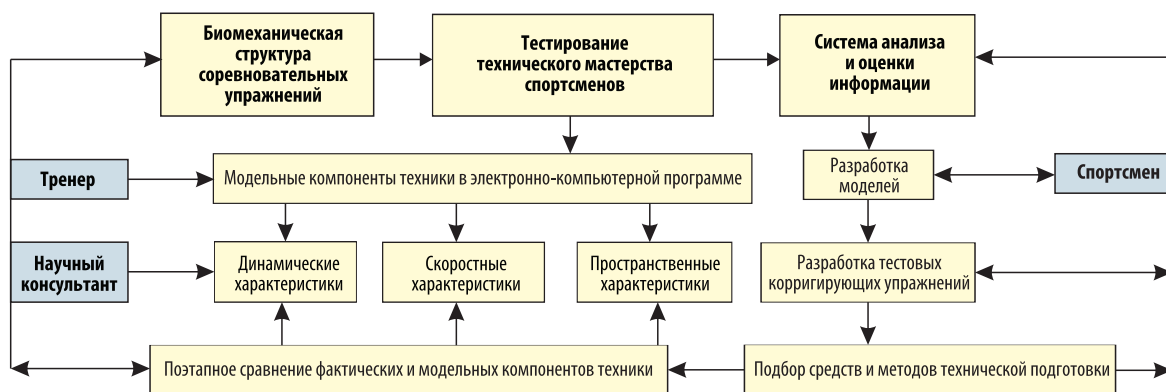 Биомеханическая
структура
соревновательных
упражнений
Тестирование
технического мастерства
спортсменов
Система анализа
и оценки
информации
Тренер
Модельные компоненты техники в электронно-компьютерной программе
Разработка
моделей
Спортсмен
Научный
консультант
Динамические
характеристики
Скоростные
характеристики
Пространственные
характеристики
Разработка тестовых
корригирующих упражнений
Поэтапное сравнение фактических и модельных компонентов техники
Подбор средств и методов технической подготовки